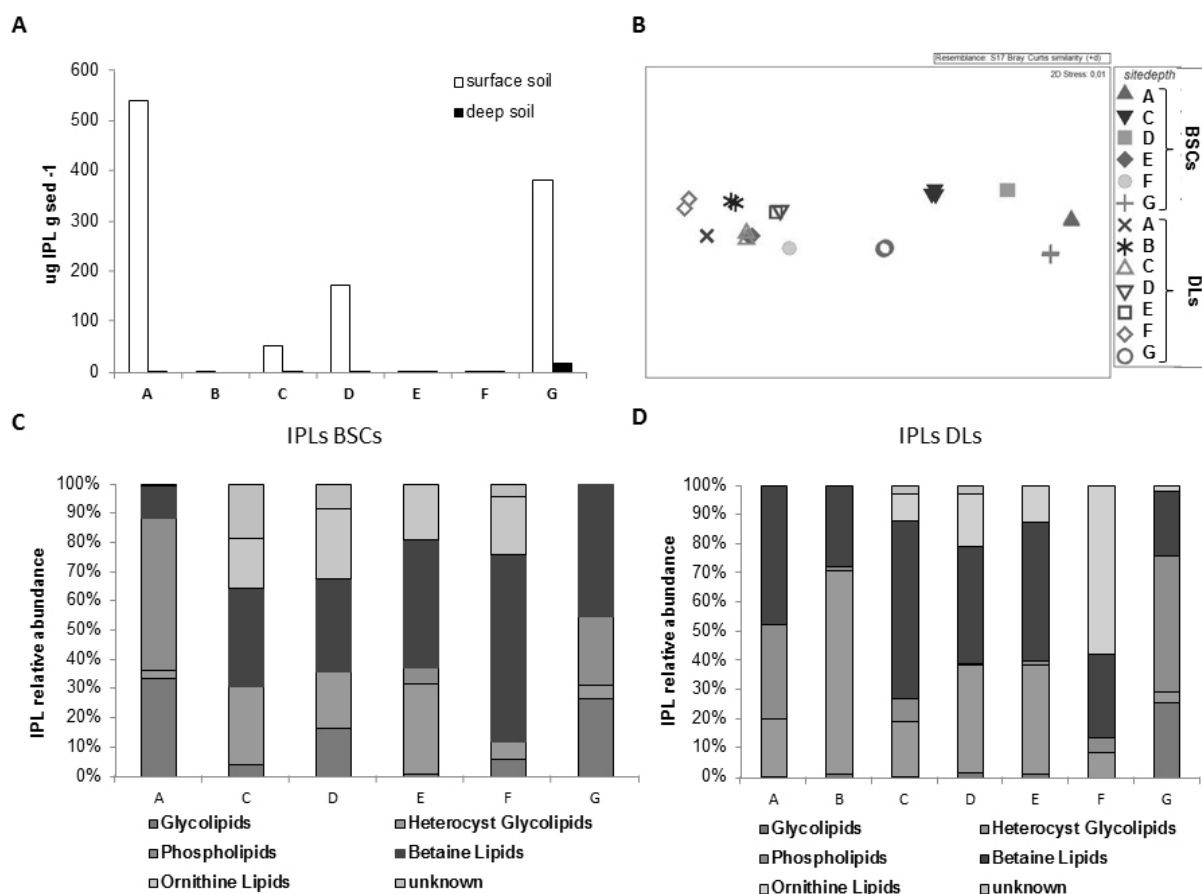 A
600
500
400
300
200
100
0
ug IPL g sed -1
surface soil
deep soil
A B C D E F G
B
Resemblance: S17 Bray Curtis similarity (+d)
2D Stress: 0,01
sitedepth
A
C
D
E
F
G
BSCs
A
B
C
D
E
F
G
DLs
C
IPLs BSCs
100%
90%
80%
70%
60%
50%
40%
30%
20%
10%
0%
IPL relative abundance
A C D E F G
Glycolipids
Heterocyst Glycolipids
Phospholipids
Betaine Lipids
Ornithine Lipids
unknown
D
IPLs DLs
100%
90%
80%
70%
60%
50%
40%
30%
20%
10%
0%
IPL relative abundance
A B C D E F G
Glycolipids
Heterocyst Glycolipids
Phospholipids
Betaine Lipids
Ornithine Lipids
unknown